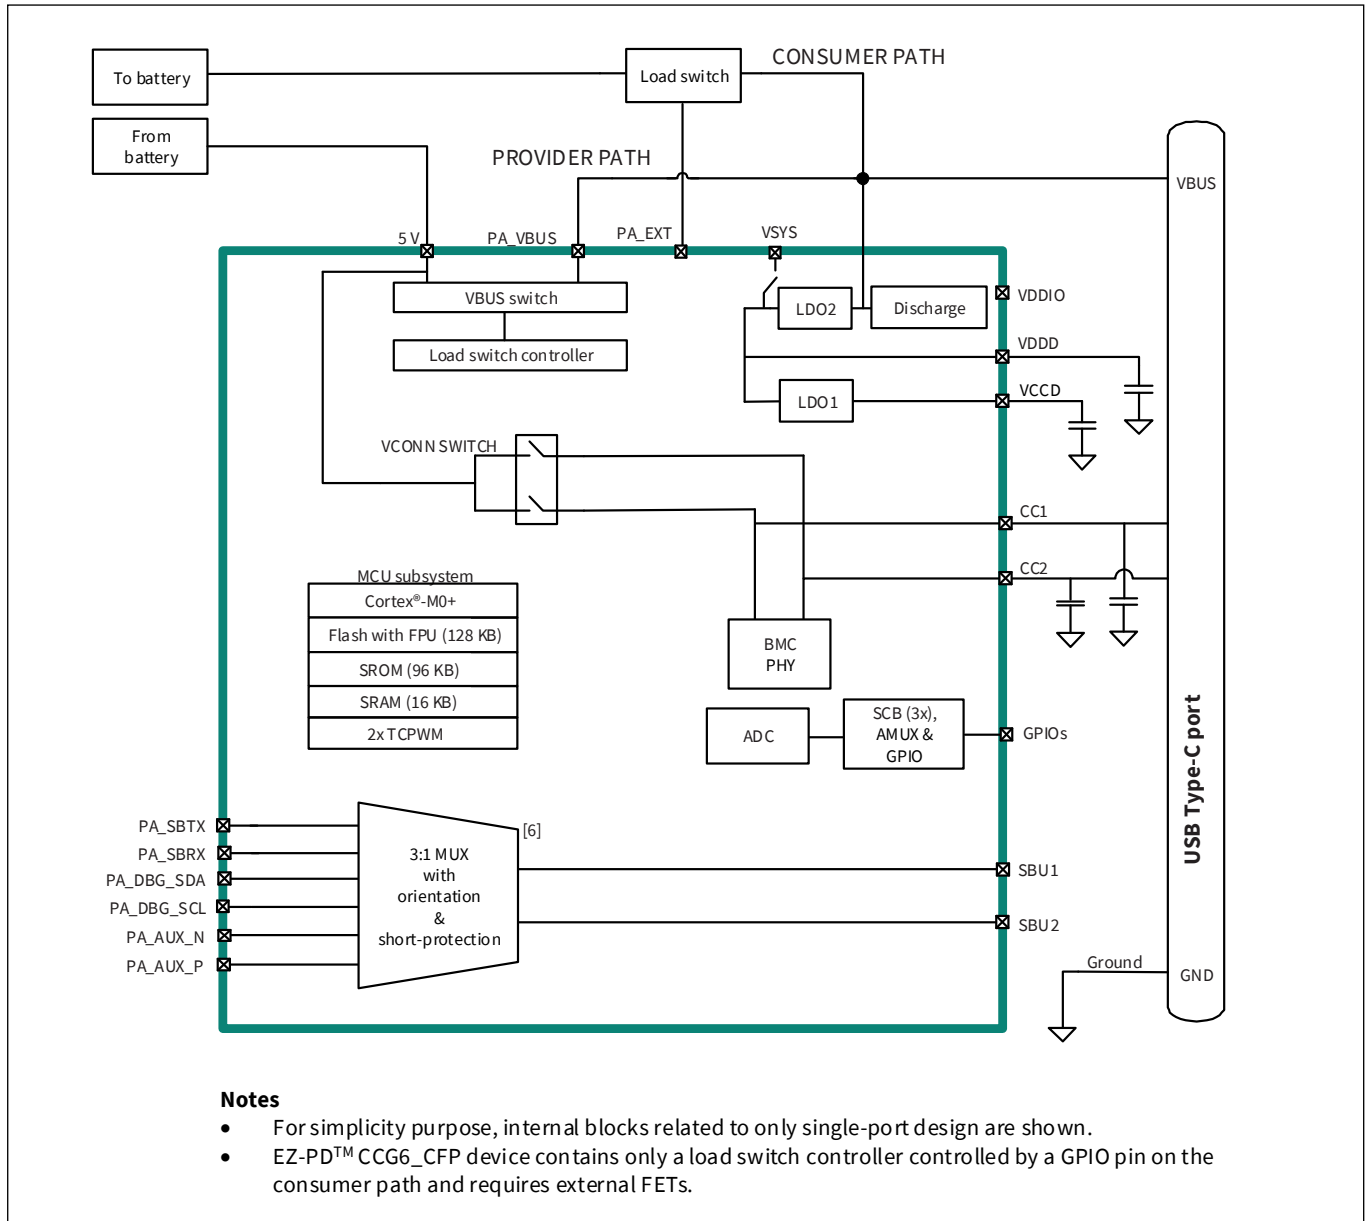 To battery
Load switch
CONSUMER PATH
From
battery
PROVIDER PATH
VBUS
5 V
PA_VBUS
PA_EXT
VSYS
VBUS switch
LDO2
Discharge
VDDIO
Load switch controller
VDDD
LDO1
VCCD
VCONN SWITCH
CC1
CC2
MCU subsystem
Cortex®-M0+
Flash with FPU (128 KB)
SROM (96 KB)
SRAM (16 KB)
2x TCPWM
BMC
PHY
ADC
SCB (3x),
AMUX &
GPIO
GPIOs
USB Type-C port
PA_SBTX
PA_SBRX
PA_DBG_SDA
PA_DBG_SCL
PA_AUX_N
PA_AUX_P
[6]
3:1 MUX
with
orientation
&
short-protection
SBU1
SBU2
Ground
GND
Notes
• For simplicity purpose, internal blocks related to only single-port design are shown.
• EZ-PD™ CCG6_CFP device contains only a load switch controller controlled by a GPIO pin on the
consumer path and requires external FETs.